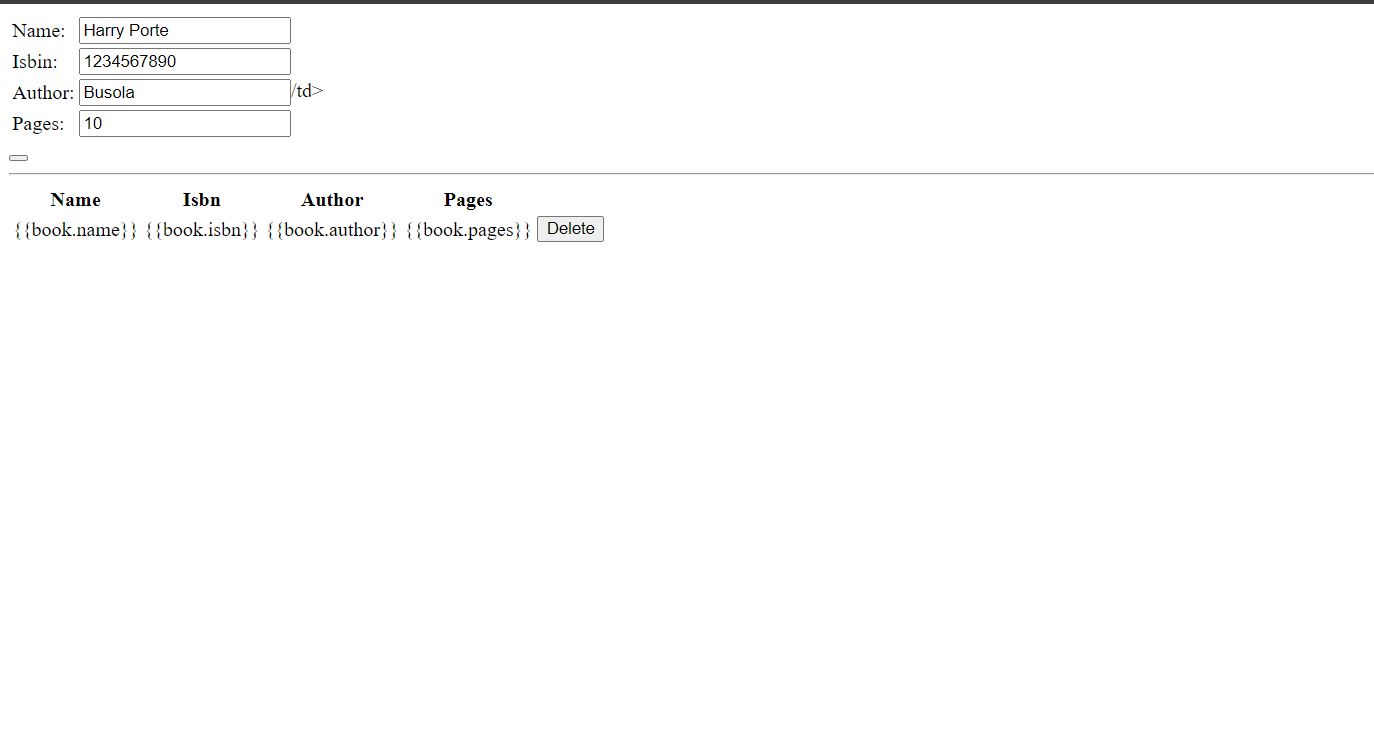 Name: Harry Porte
Isbin: 1234567890
Author: Busola /td>
Pages: 10
Name Isbn Author Pages
{{book.name}} {{book.isbn}} {{book.author}} {{book.pages}} Delete